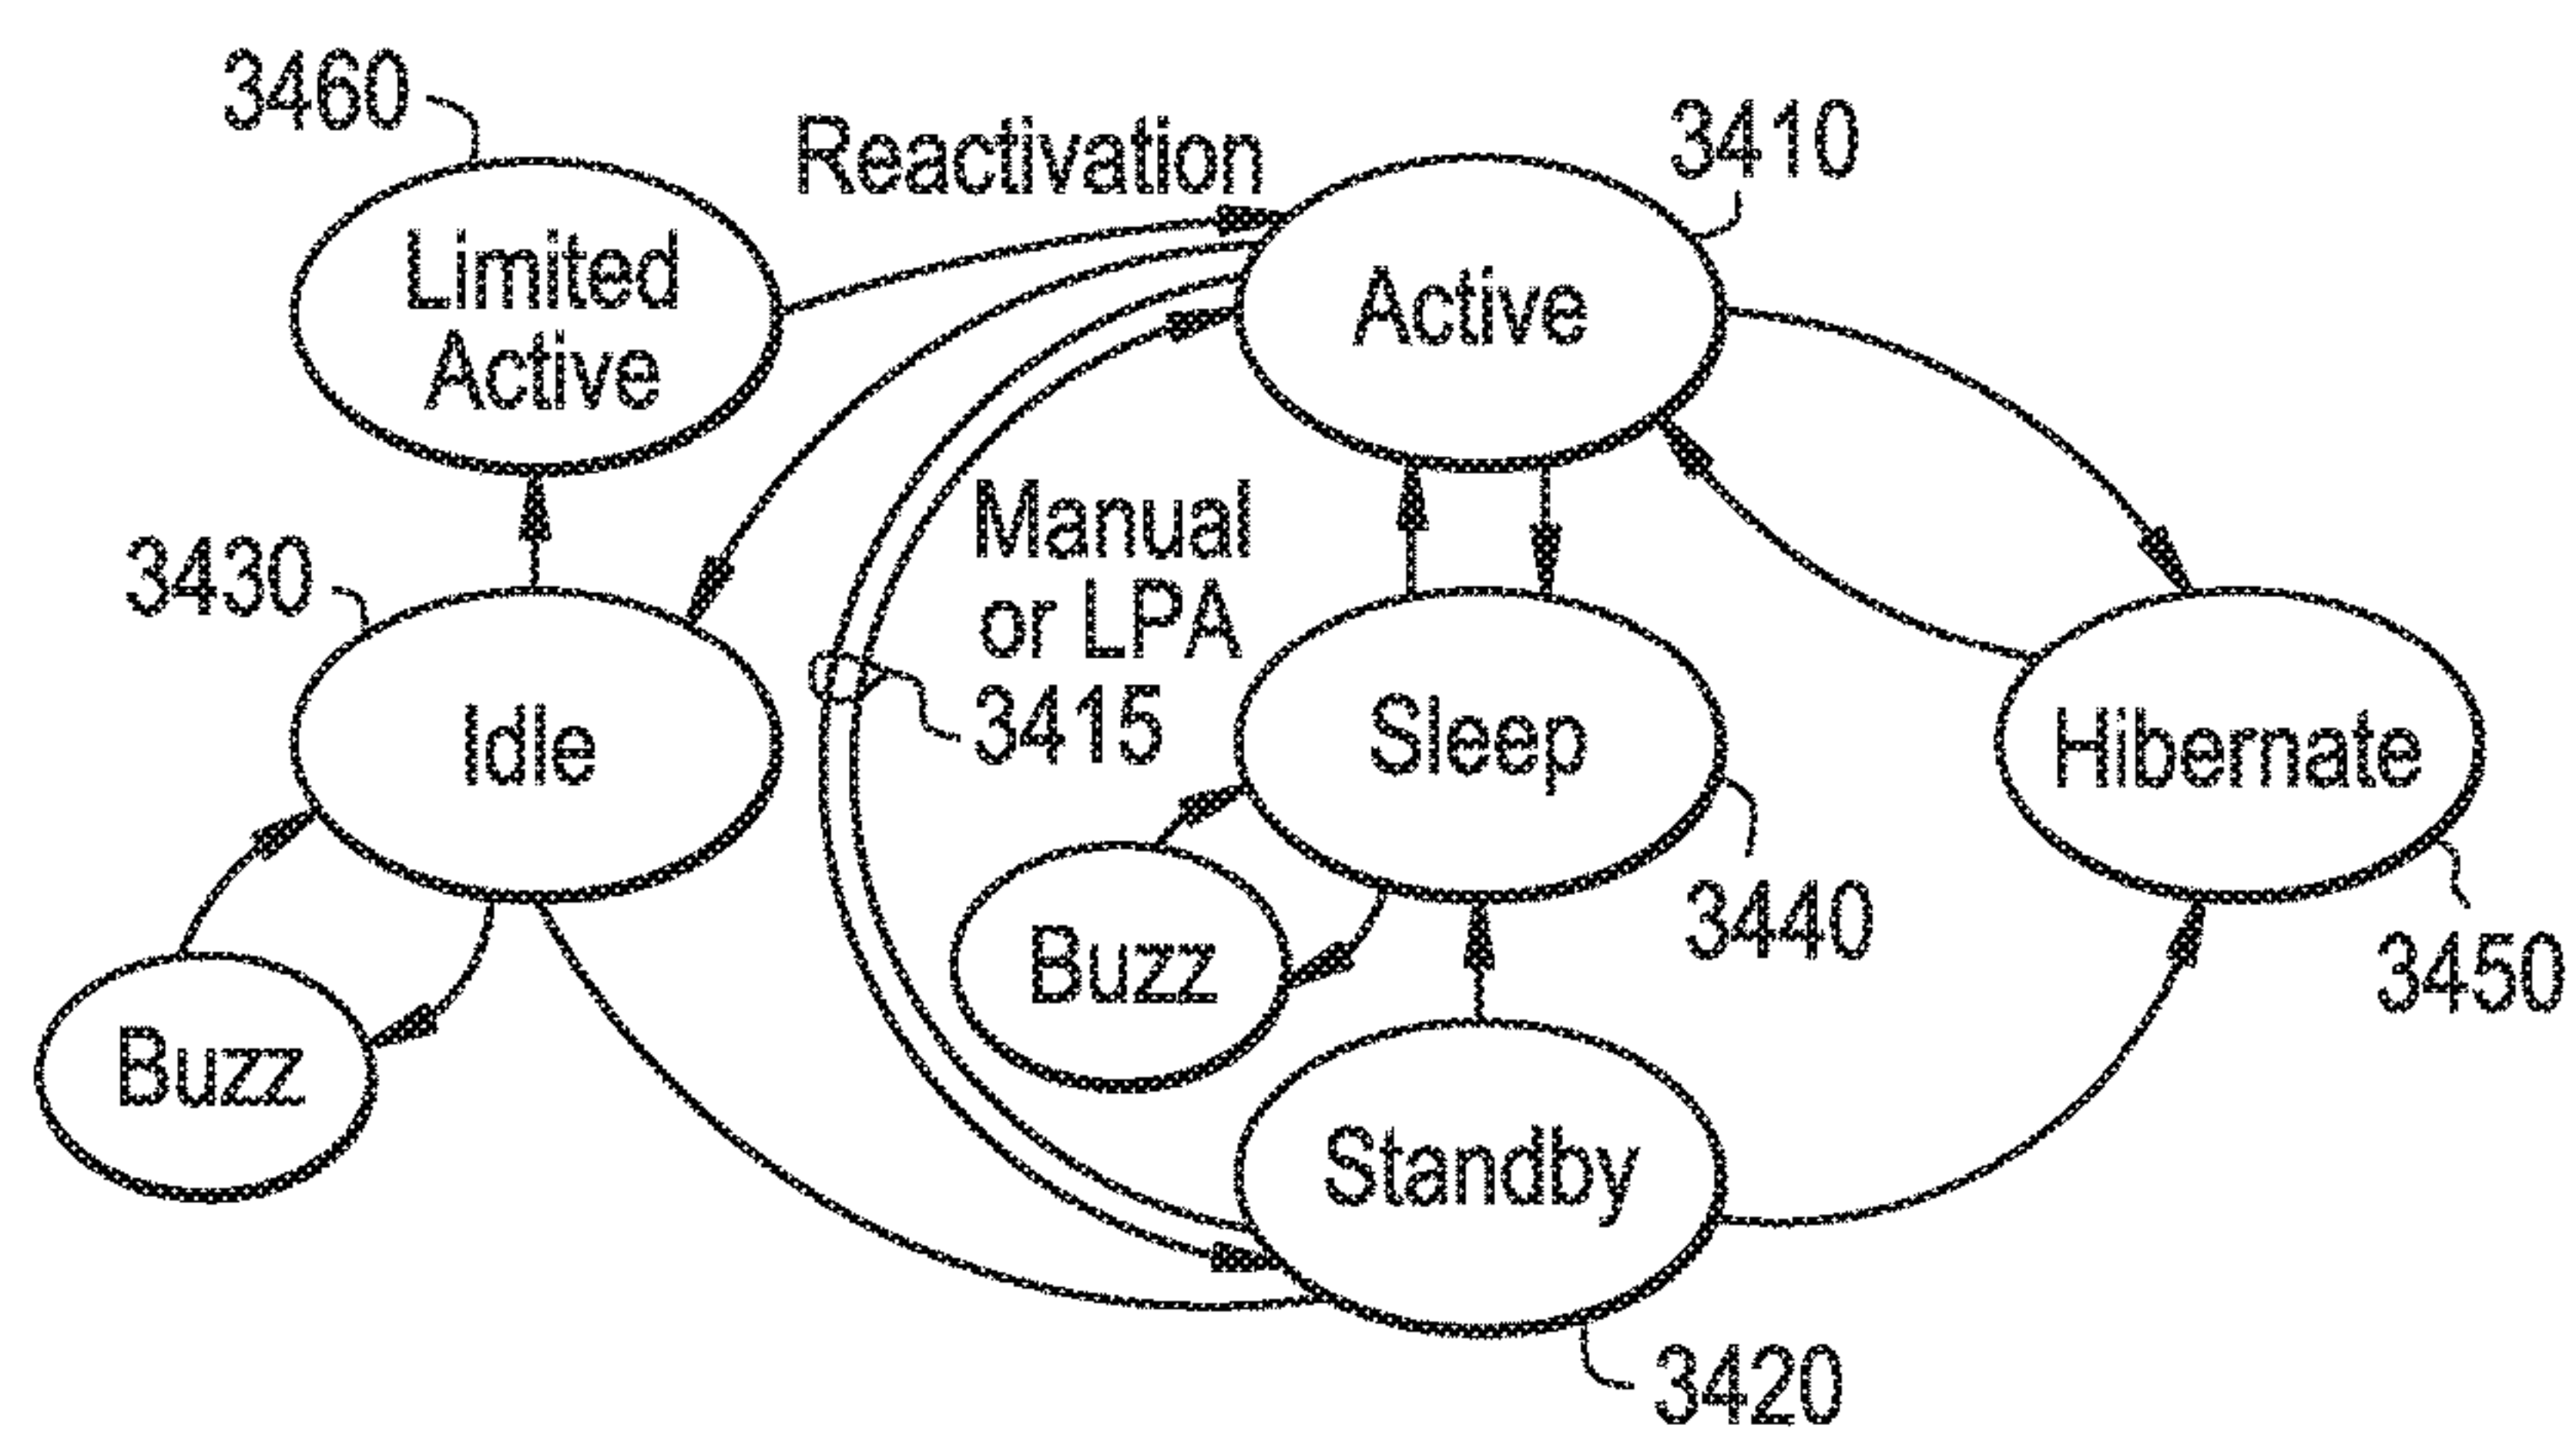 3460
Reactivation
3410
Limited
Active
Active
Manual
or LPA
3415
3430
Idle
Sleep
Hibernate
Buzz
3440
3450
Buzz
Standby
3420